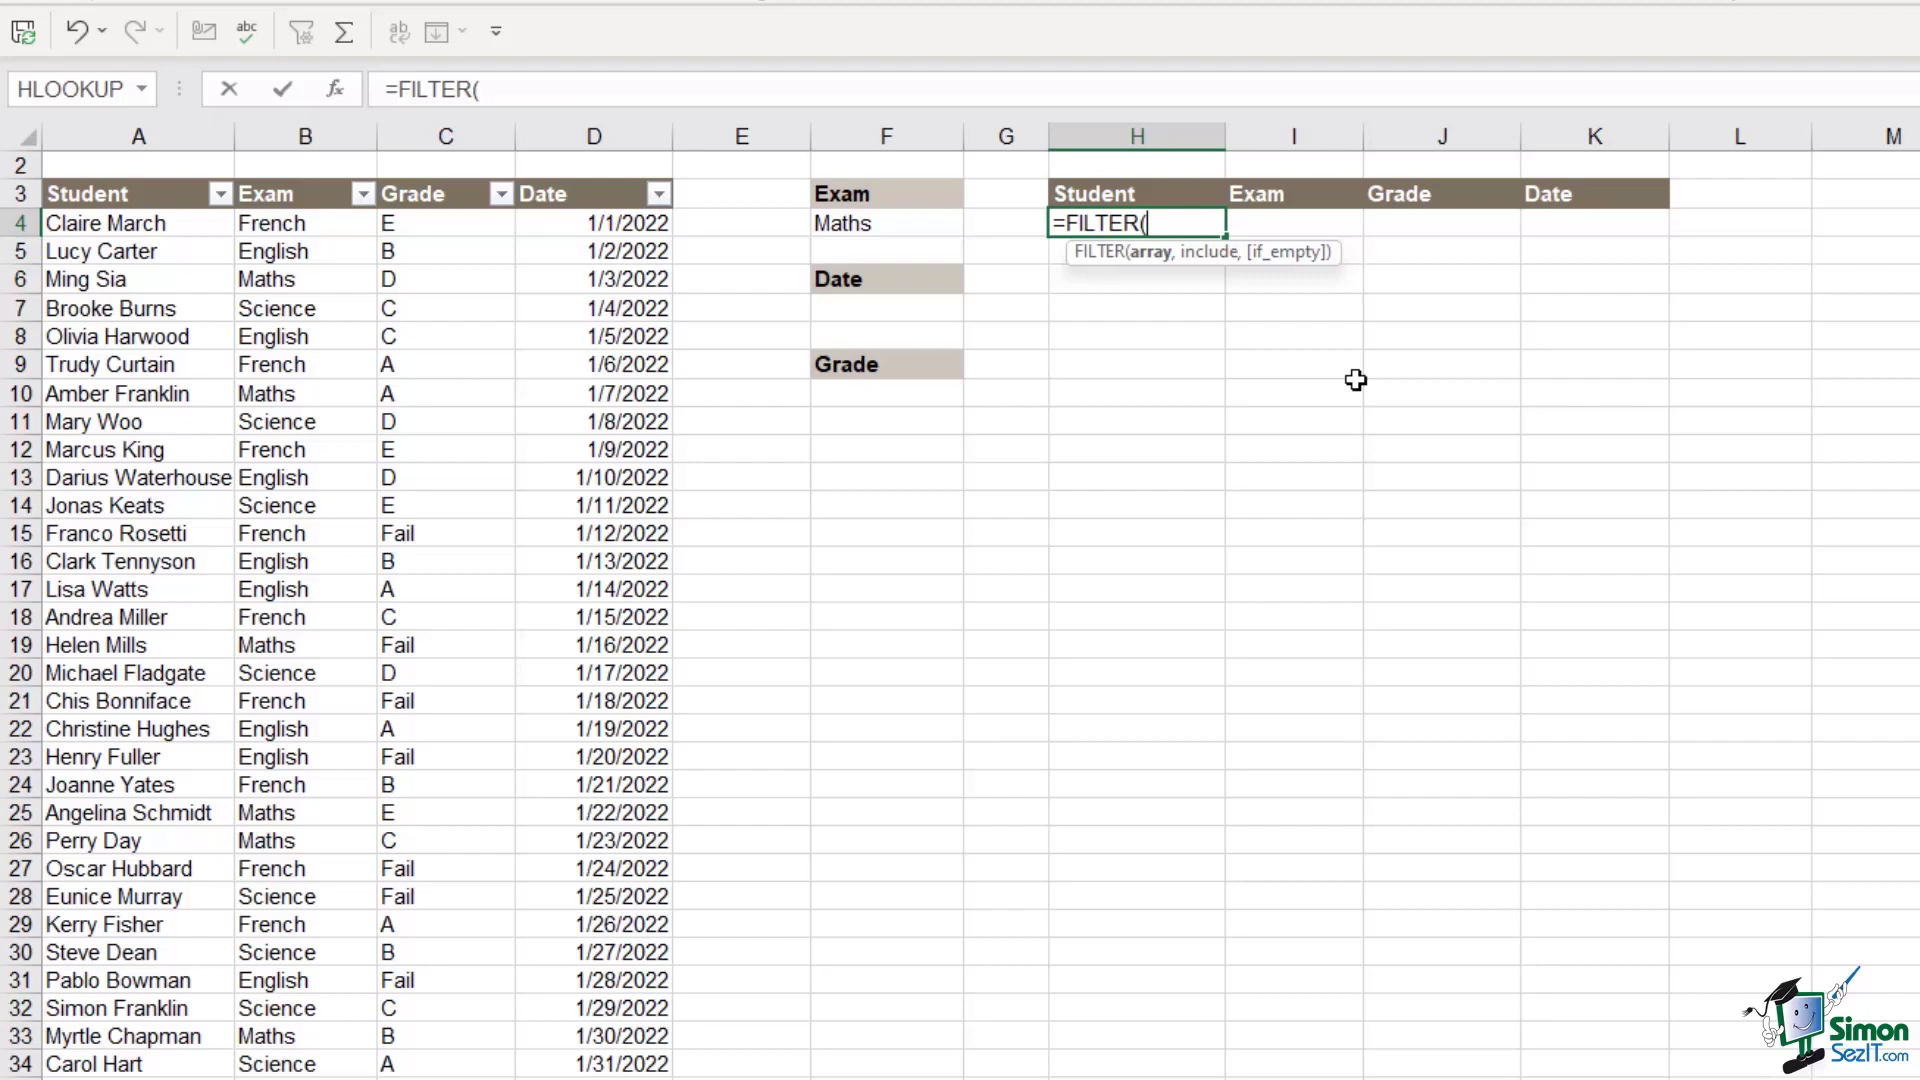 abc
ab
HLOOKUP
fx
=FILTER(
A B C D E F G H I J K L M
2
3 Student Exam Grade Date Exam Student Exam Grade Date
4 Claire March French E 1/1/2022 Maths =FILTER(
5 Lucy Carter English B 1/2/2022 FILTER(array, include, [if_empty])
6 Ming Sia Maths D 1/3/2022 Date
7 Brooke Burns Science C 1/4/2022
8 Olivia Harwood English C 1/5/2022
9 Trudy Curtain French A 1/6/2022 Grade
10 Amber Franklin Maths A 1/7/2022
11 Mary Woo Science D 1/8/2022
12 Marcus King French E 1/9/2022
13 Darius Waterhouse English D 1/10/2022
14 Jonas Keats Science E 1/11/2022
15 Franco Rosetti French Fail 1/12/2022
16 Clark Tennyson English B 1/13/2022
17 Lisa Watts English A 1/14/2022
18 Andrea Miller French C 1/15/2022
19 Helen Mills Maths Fail 1/16/2022
20 Michael Fladgate Science D 1/17/2022
21 Chis Bonniface French Fail 1/18/2022
22 Christine Hughes English A 1/19/2022
23 Henry Fuller English Fail 1/20/2022
24 Joanne Yates French B 1/21/2022
25 Angelina Schmidt Maths E 1/22/2022
26 Perry Day Maths C 1/23/2022
27 Oscar Hubbard French Fail 1/24/2022
28 Eunice Murray Science Fail 1/25/2022
29 Kerry Fisher French A 1/26/2022
30 Steve Dean Science B 1/27/2022
31 Pablo Bowman English Fail 1/28/2022
32 Simon Franklin Science C 1/29/2022
33 Myrtle Chapman Maths B 1/30/2022
34 Carol Hart Science A 1/31/2022
Simon
SezIT.com